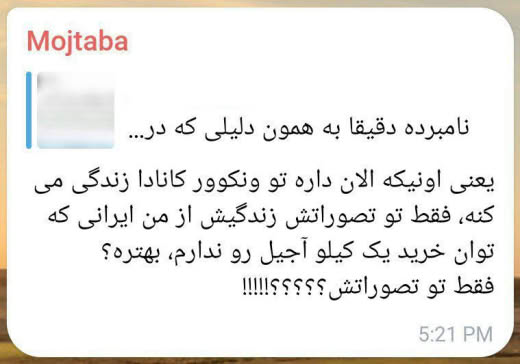 Mojtaba
نامبرده دقیقا به همون دلیلی که در...
یعنی اونیکه الان داره تو ونکوور کانادا زندگی می
کنه، فقط تو تصوراتش زندگیش از من ایرانی که
توان خرید یک کیلو آجیل رو ندارم، بهتره؟
فقط تو تصوراتش؟؟؟؟؟!!!!!
5:21 PM